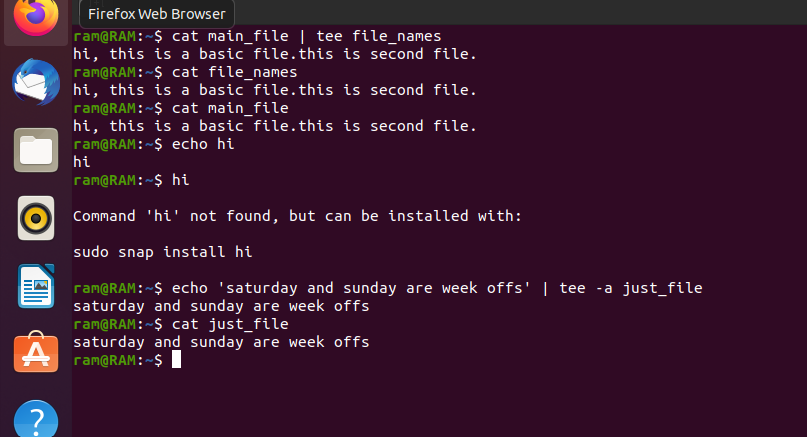 Firefox Web Browser
ram@RAM:~$ cat main_file | tee file_names
hi, this is a basic file.this is second file.
ram@RAM:~$ cat file_names
hi, this is a basic file.this is second file.
ram@RAM:~$ cat main_file
hi, this is a basic file.this is second file.
ram@RAM:~$ echo hi
hi
ram@RAM:~$ hi
Command 'hi' not found, but can be installed with:
sudo snap install hi
ram@RAM:~$ echo 'saturday and sunday are week offs' | tee -a just_file
saturday and sunday are week offs
ram@RAM:~$ cat just_file
saturday and sunday are week offs
ram@RAM:~$